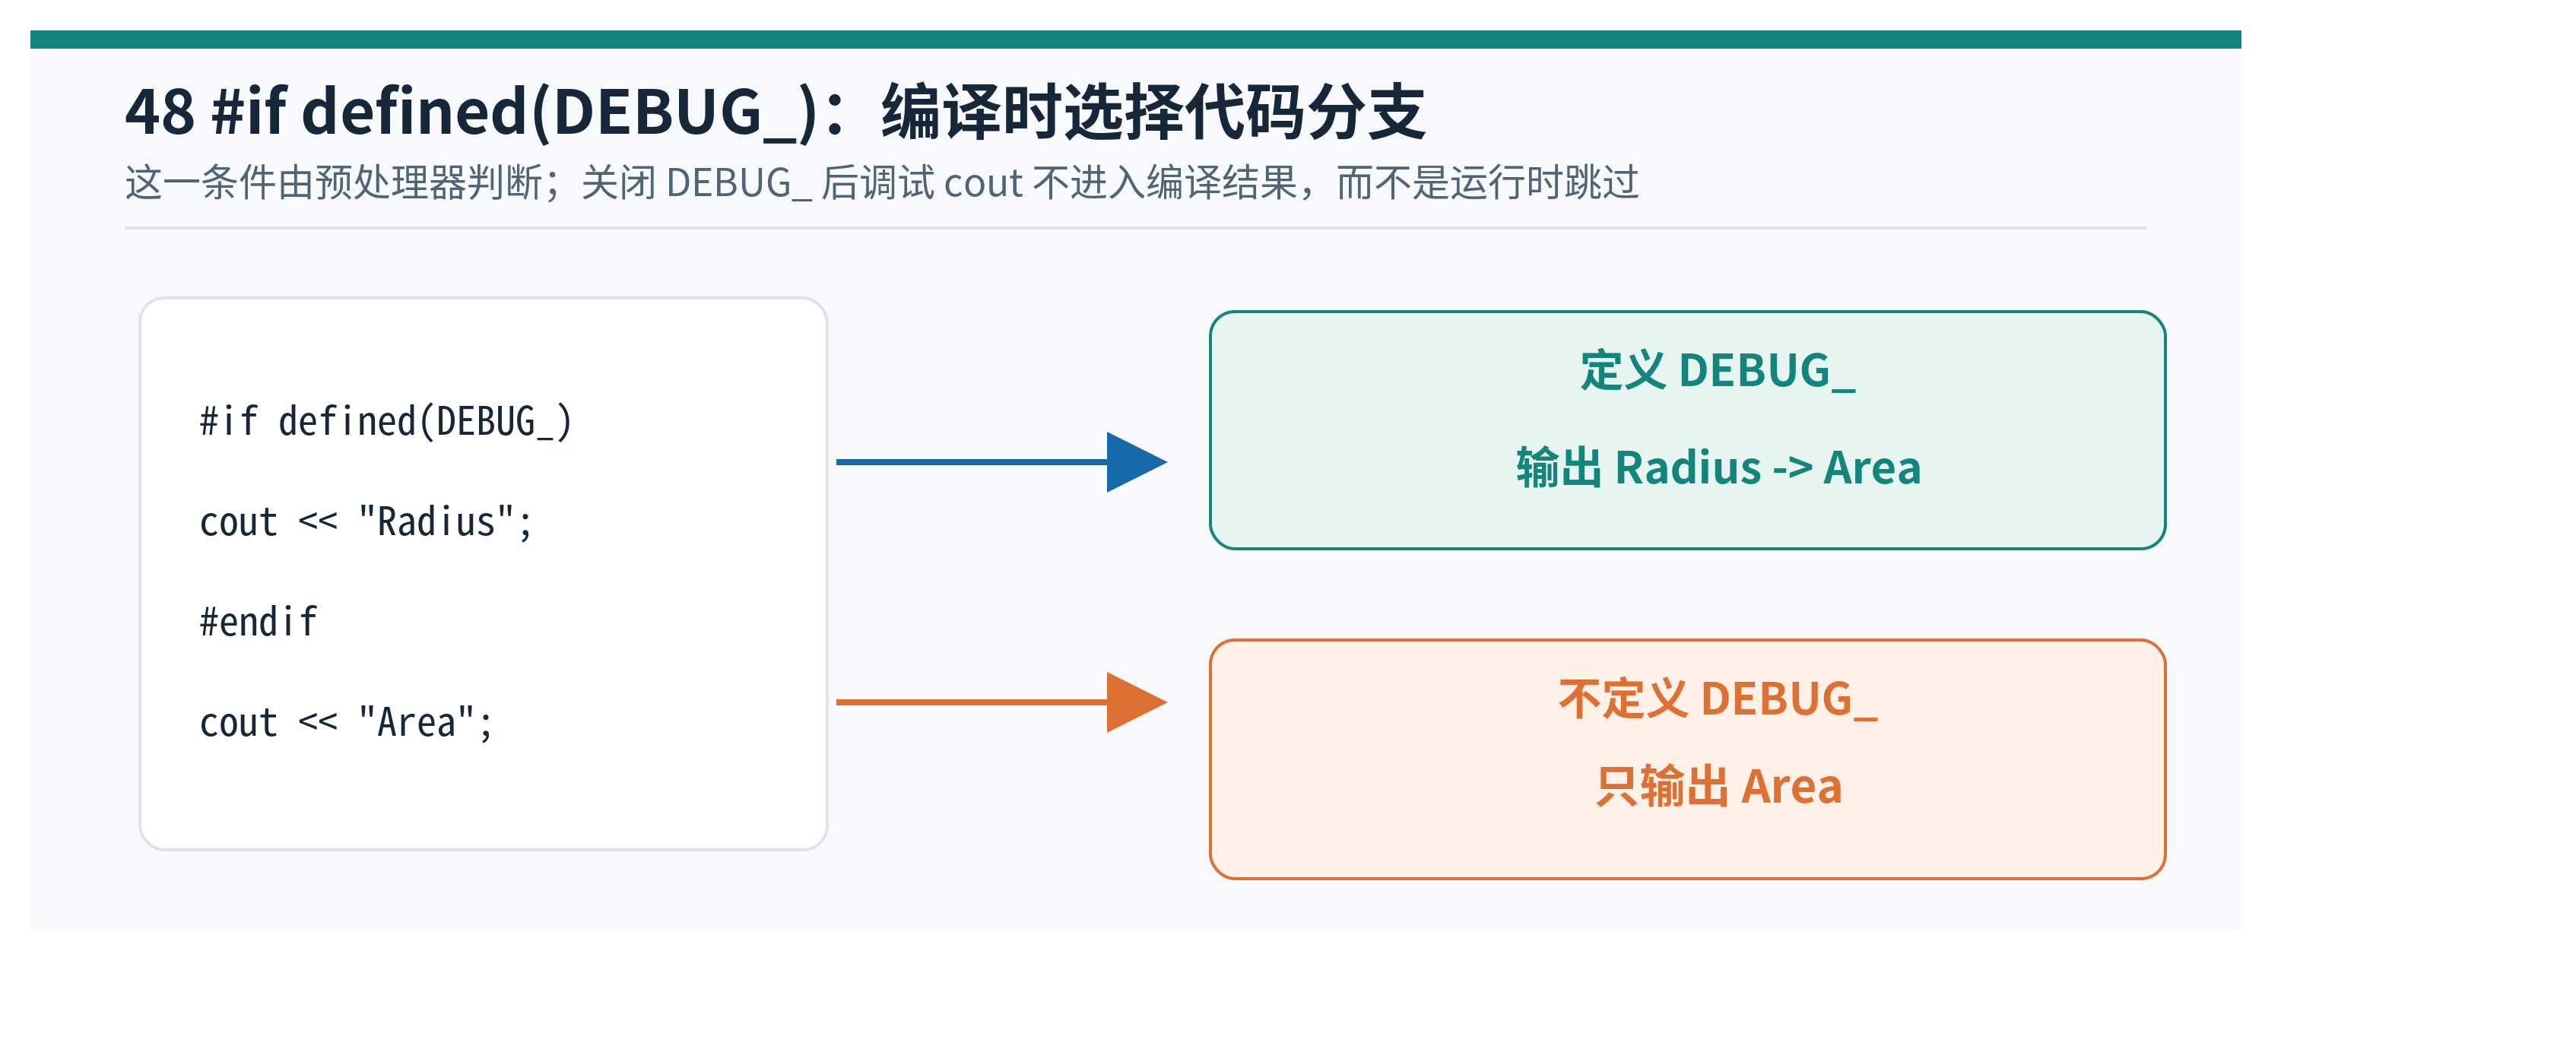 48 #if defined(DEBUG_)：编译时选择代码分支
这一条件由预处理器判断；关闭 DEBUG_ 后调试 cout 不进入编译结果，而不是运行时跳过
#if defined(DEBUG_)
cout << "Radius";
#endif
cout << "Area";
定义 DEBUG_
输出 Radius -> Area
不定义 DEBUG_
只输出 Area